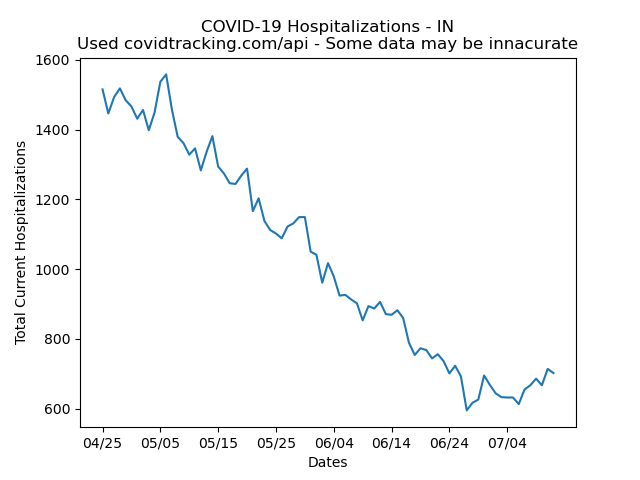 COVID-19 Hospitalizations - IN
Used covidtracking.com/api - Some data may be innacurate
1600
1400
1200
1000
800
600
Total Current Hospitalizations
04/25 05/05 05/15 05/25 06/04 06/14 06/24 07/04
Dates